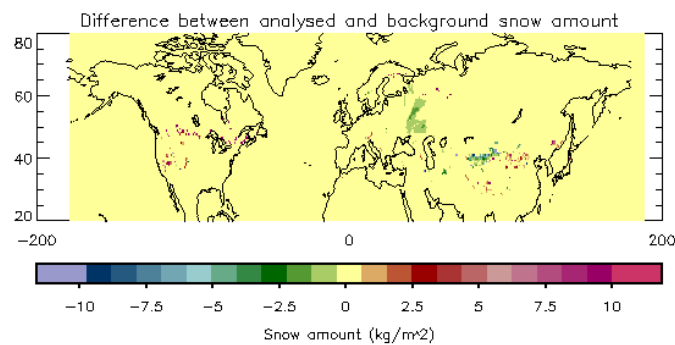 Difference between analysed and background snow amount
80
60
40
20
-200 0 200
-10 -7.5 -5 -2.5 0 2.5 5 7.5 10
Snow amount (kg/m^2)